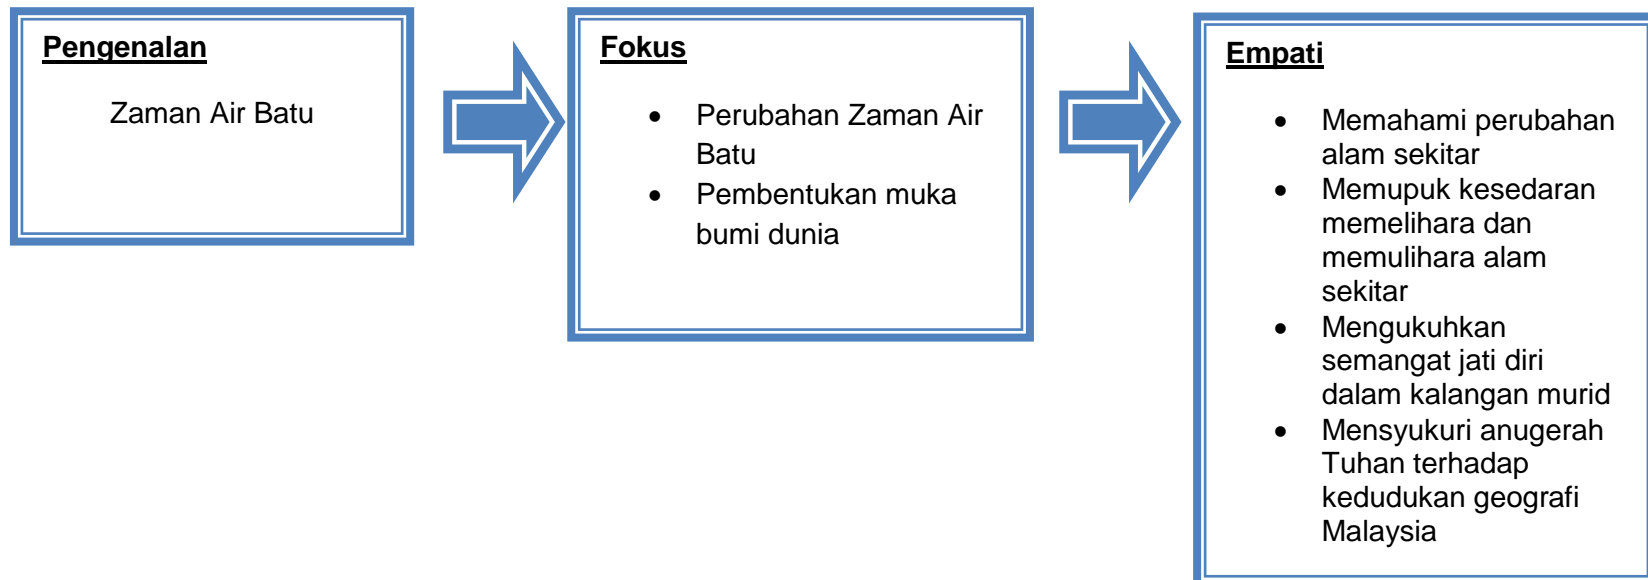 Pengenalan
Zaman Air Batu
Fokus
• Perubahan Zaman Air
Batu
• Pembentukan muka
bumi dunia
Empati
• Memahami perubahan
alam sekitar
• Memupuk kesedaran
memelihara dan
memulihara alam
sekitar
• Mengukuhkan
semangat jati diri
dalam kalangan murid
• Mensyukuri anugerah
Tuhan terhadap
kedudukan geografi
Malaysia